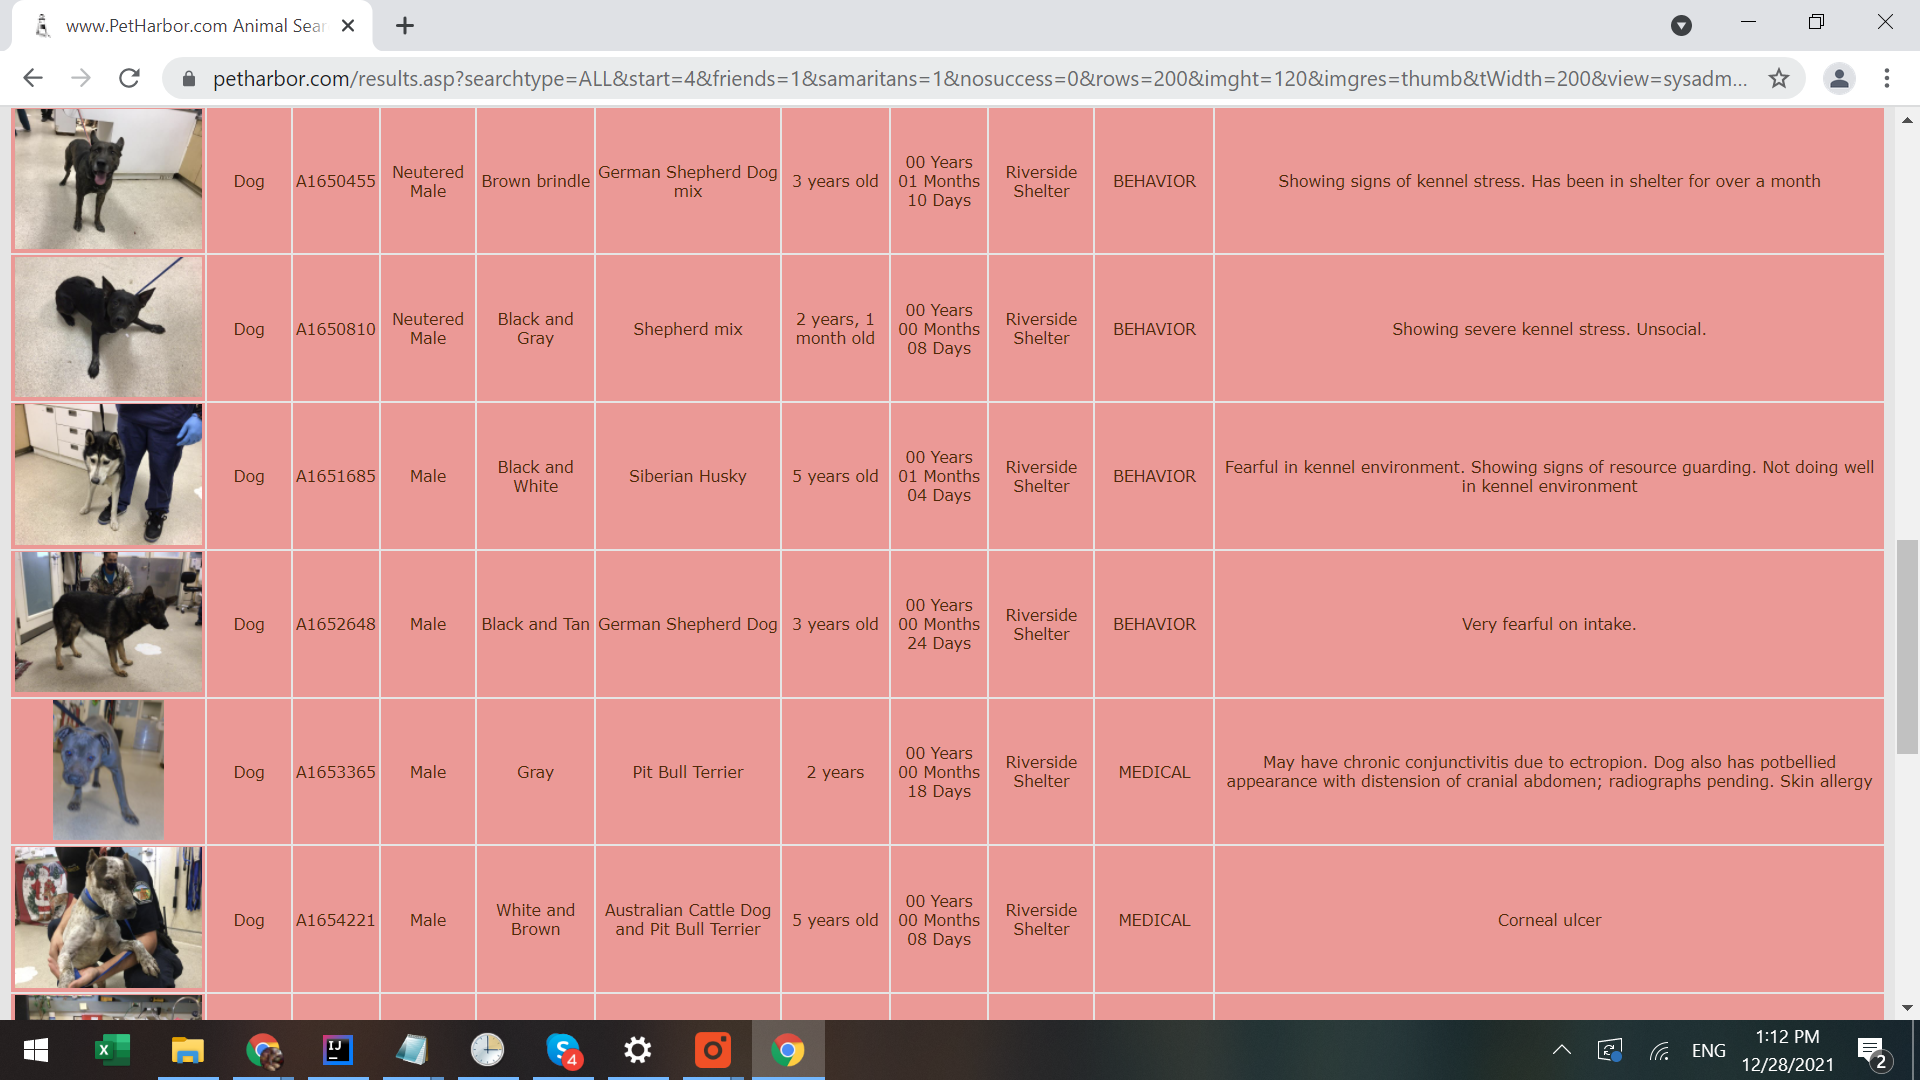 www.PetHarbor.com Animal Sear
petharbor.com/results.asp?searchtype=ALL&start=4&friends=1&samaritans=1&nosuccess=0&rows=200&imght=120&imgres=thumb&tWidth=200&view=sysadm...
Dog
A1650455
Neutered
Male
Brown brindle
German Shepherd Dog
mix
3 years old
00 Years
01 Months
10 Days
Riverside
Shelter
BEHAVIOR
Showing signs of kennel stress. Has been in shelter for over a month
Dog
A1650810
Neutered
Male
Black and
Gray
Shepherd mix
2 years, 1
month old
00 Years
00 Months
08 Days
Riverside
Shelter
BEHAVIOR
Showing severe kennel stress. Unsocial.
Dog
A1651685
Male
Black and
White
Siberian Husky
5 years old
00 Years
01 Months
04 Days
Riverside
Shelter
BEHAVIOR
Fearful in kennel environment. Showing signs of resource guarding. Not doing well
in kennel environment
Dog
A1652648
Male
Black and Tan
German Shepherd Dog
3 years old
00 Years
00 Months
24 Days
Riverside
Shelter
BEHAVIOR
Very fearful on intake.
Dog
A1653365
Male
Gray
Pit Bull Terrier
2 years
00 Years
00 Months
18 Days
Riverside
Shelter
MEDICAL
May have chronic conjunctivitis due to ectropion. Dog also has potbellied
appearance with distension of cranial abdomen; radiographs pending. Skin allergy
Dog
A1654221
Male
White and
Brown
Australian Cattle Dog
and Pit Bull Terrier
5 years old
00 Years
00 Months
08 Days
Riverside
Shelter
MEDICAL
Corneal ulcer
X
IJ
S
4
ENG
1:12 PM
12/28/2021
2